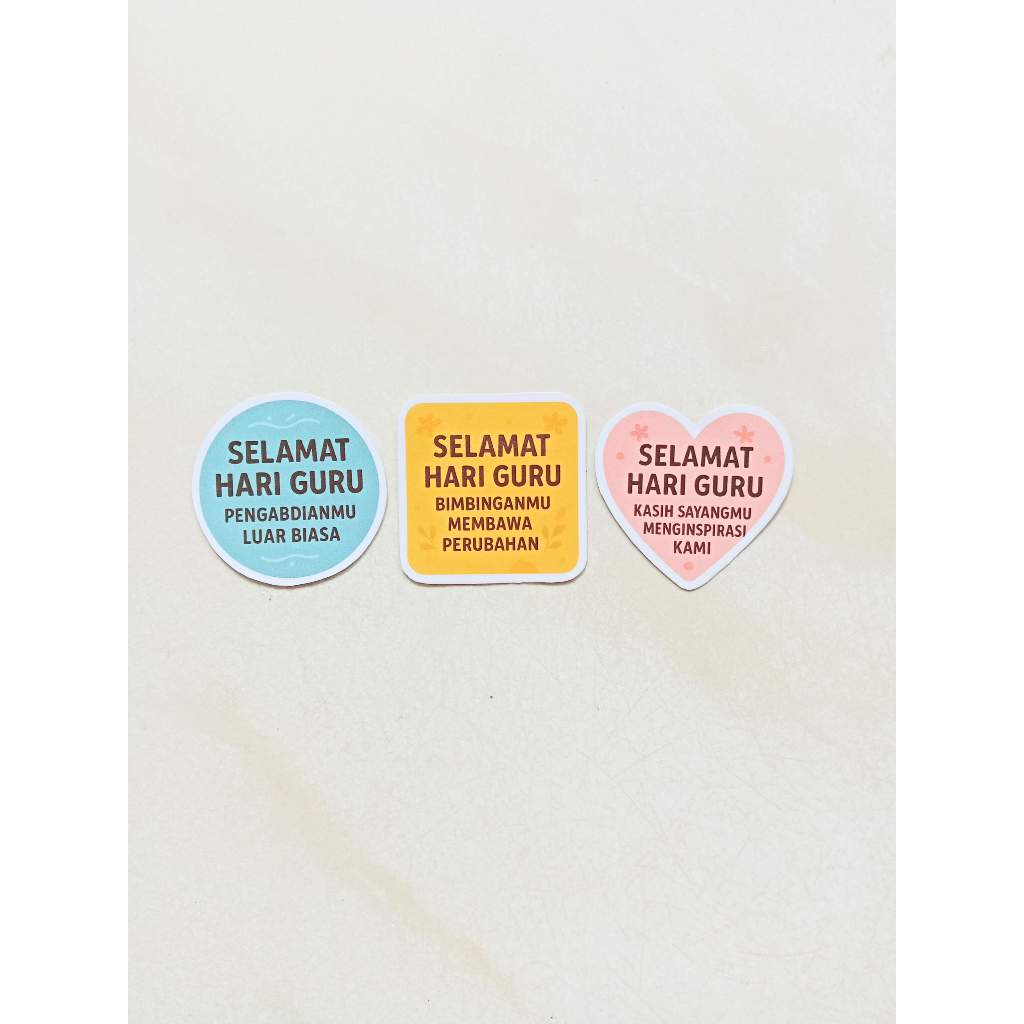 SELAMAT
HARI GURU
PENGABDIANMU
LUAR BIASA
SELAMAT
HARI GURU
BIMBINGANMU
MEMBAWA
PERUBAHAN
SELAMAT
HARI GURU
KASIH SAYANGMU
MENGINSPIRASI
KAMI